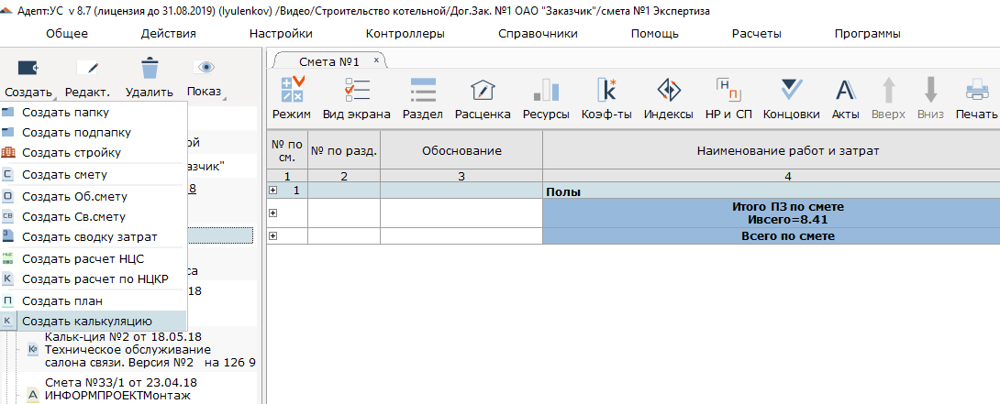 Адепт:УС v 8.7 (лицензия до 31.08.2019) (lyulenkov) /Видео/Строительство котельной/Дог.Зак. №1 ОАО "Заказчик"/смета №1 Экспертиза
Общее Действия Настройки Контроллеры Справочники Помощь Расчеты Программы
Создать Редакт. Удалить Показ
Создать папку
Создать подпапку
Создать стройку
Создать смету
Создать Об.смету
Создать Св.смету
Создать сводку затрат
Создать расчет НЦС
Создать расчет по НЦКР
Создать план
Создать калькуляцию
ой
азчик"
8
са
18
Кальк-ция №2 от 18.05.18
Техническое обслуживание
салона связи. Версия №2 на 126 9
Смета №33/1 от 23.04.18
ИНФОРМПРОЕКТМонтаж
Смета №1 x
Режим Вид экрана Раздел Расценка Ресурсы Коэф-ты Индексы НР и СП Концовки Акты Вверх Вниз Печать
№ по см. № по разд. Обоснование Наименование работ и затрат
1 2 3 4
1 Полы
Итого ПЗ по смете
Ивсего=8.41
Всего по смете